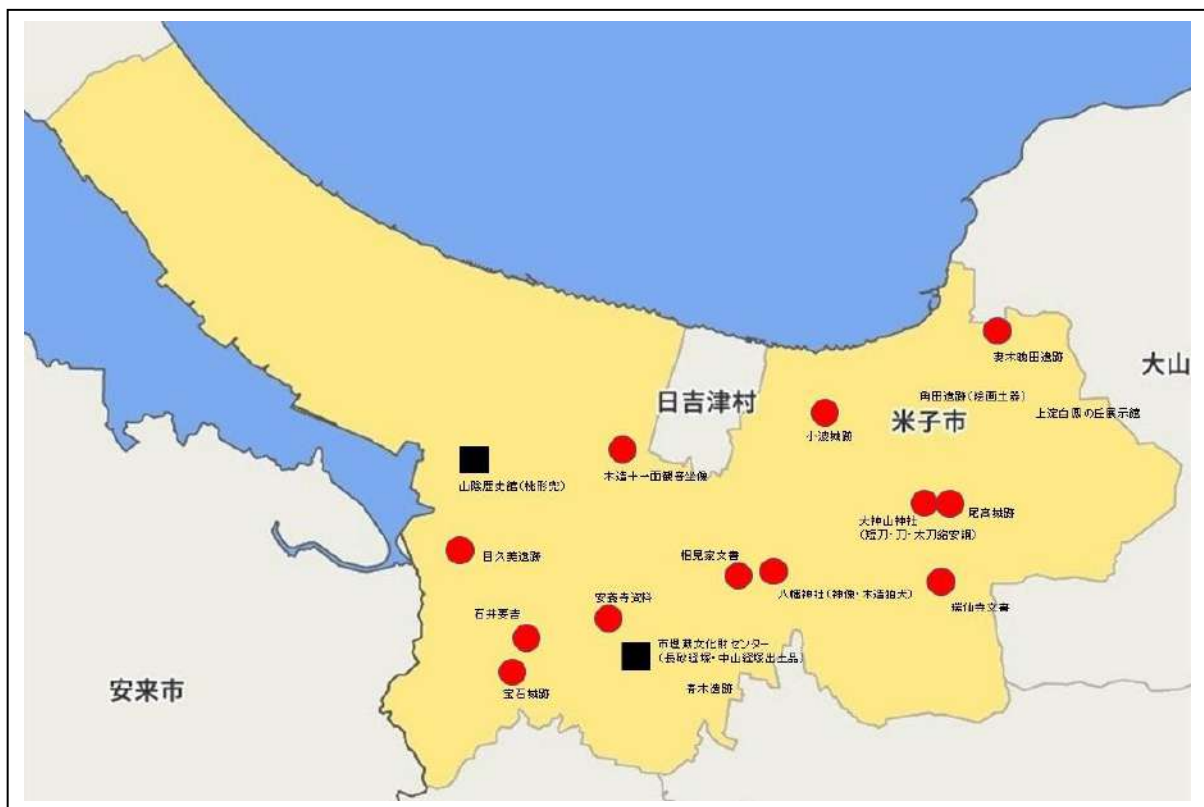 妻木晩田遺跡
大山
角田遺跡(絵画土器)
日吉津村
上淀白鳳の丘展示館
米子市
小波城跡
木造十一面観音坐像
山陰歴史館(桃形兜)
大神山神社
(短刀・刀・太刀銘安綱)
尾高城跡
目久美遺跡
相見家文書
八幡神社(神像・木造狛犬)
瑞仙寺文書
安養寺資料
石井要害
市埋蔵文化財センター
(長砂経塚・中山経塚出土品)
青木遺跡
安来市
宝石城跡